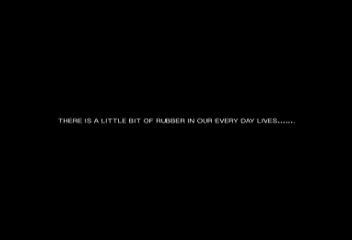 THERE IS A LITTLE BIT OF RUBBER IN OUR EVERY DAY LIVES.......